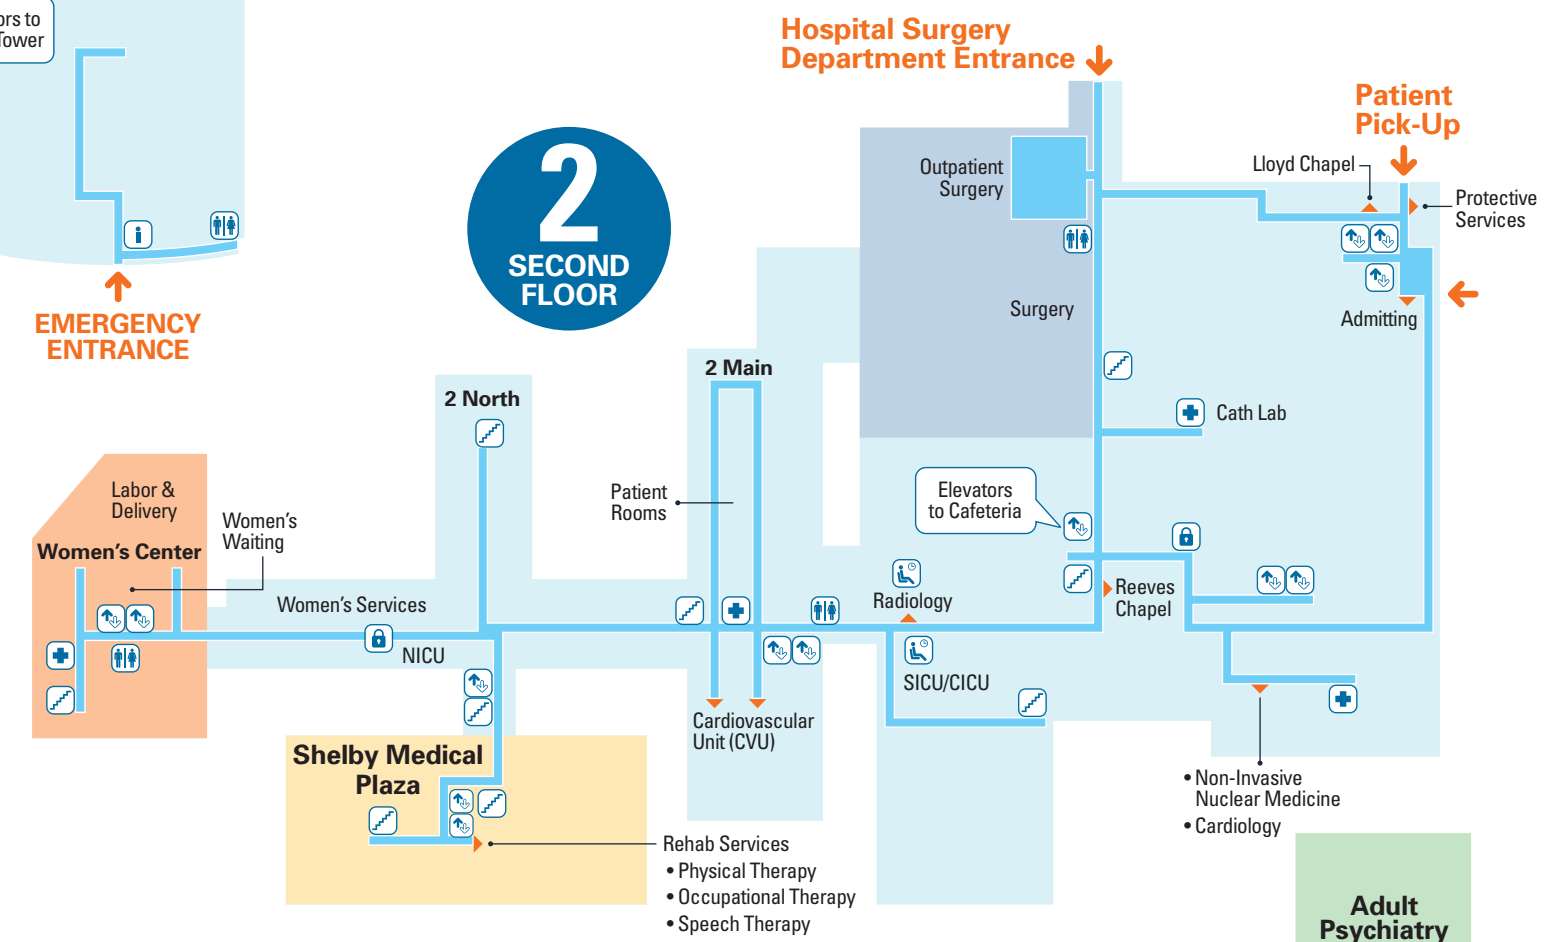 ors to
Tower
EMERGENCY
ENTRANCE
2
SECOND
FLOOR
Hospital Surgery
Department Entrance
Patient
Pick-Up
Lloyd Chapel
Protective
Services
Outpatient
Surgery
Surgery
Admitting
Cath Lab
Elevators
to Cafeteria
Reeves
Chapel
Radiology
SICU/CICU
2 Main
Patient
Rooms
Cardiovascular
Unit (CVU)
2 North
Labor &
Delivery
Women's
Waiting
Women's Center
Women's Services
NICU
Shelby Medical
Plaza
Rehab Services
• Physical Therapy
• Occupational Therapy
• Speech Therapy
• Non-Invasive
Nuclear Medicine
• Cardiology
Adult
Psychiatry